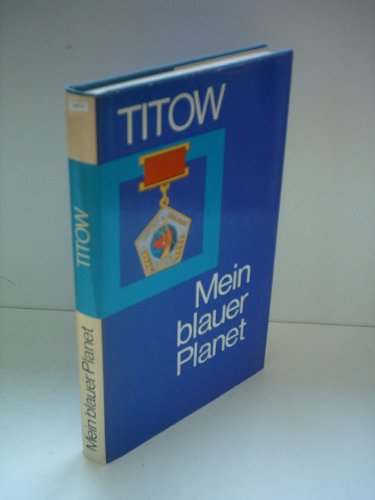 TITOW
Mein
blauer
Planet
TITOW
Mein blauer Planet